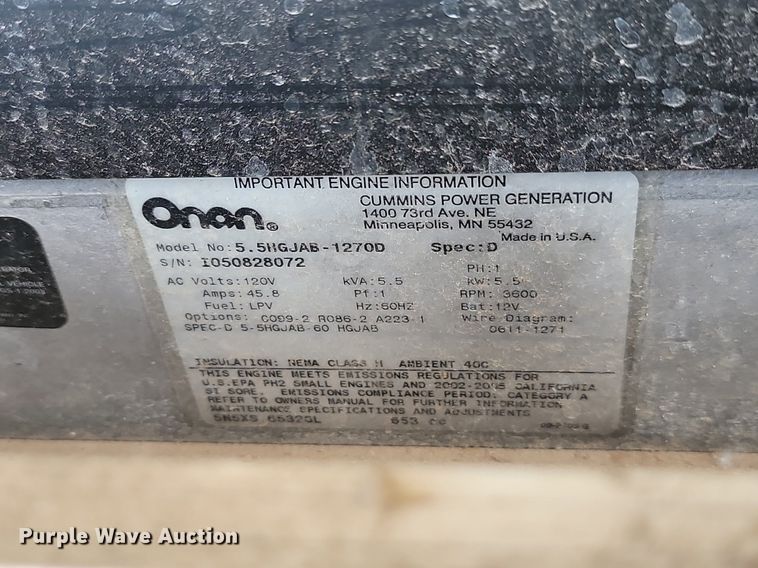 IMPORTANT ENGINE INFORMATION
Onan®
CUMMINS POWER GENERATION
1400 73rd Ave. NE
Minneapolis, MN 55432
Made in U.S.A.
Model No: 5.5HGJAB-1270D Spec: D
S/N: I050828072 PH: 1
AC Volts: 120V kVA: 5.5 kW: 5.5
Amps: 45.8 Pf: 1 RPM: 3600
Fuel: LPV Hz: 60HZ Bat: 12V
Options: C099-2 R086-2 A223-1 Wire Diagram:
SPEC-D 5.5HGJAB-60 HGJAB 0611-1271
INSULATION: NEMA CLASS H AMBIENT 40C
THIS ENGINE MEETS EMISSIONS REGULATIONS FOR
U.S.EPA PH2 SMALL ENGINES AND 2002-2005 CALIFORNIA
SI SORE. EMISSIONS COMPLIANCE PERIOD: CATEGORY A
REFER TO OWNERS MANUAL FOR FURTHER INFORMATION
MAINTENANCE SPECIFICATIONS AND ADJUSTMENTS
653 cc
VEHICLE
Purple Wave Auction